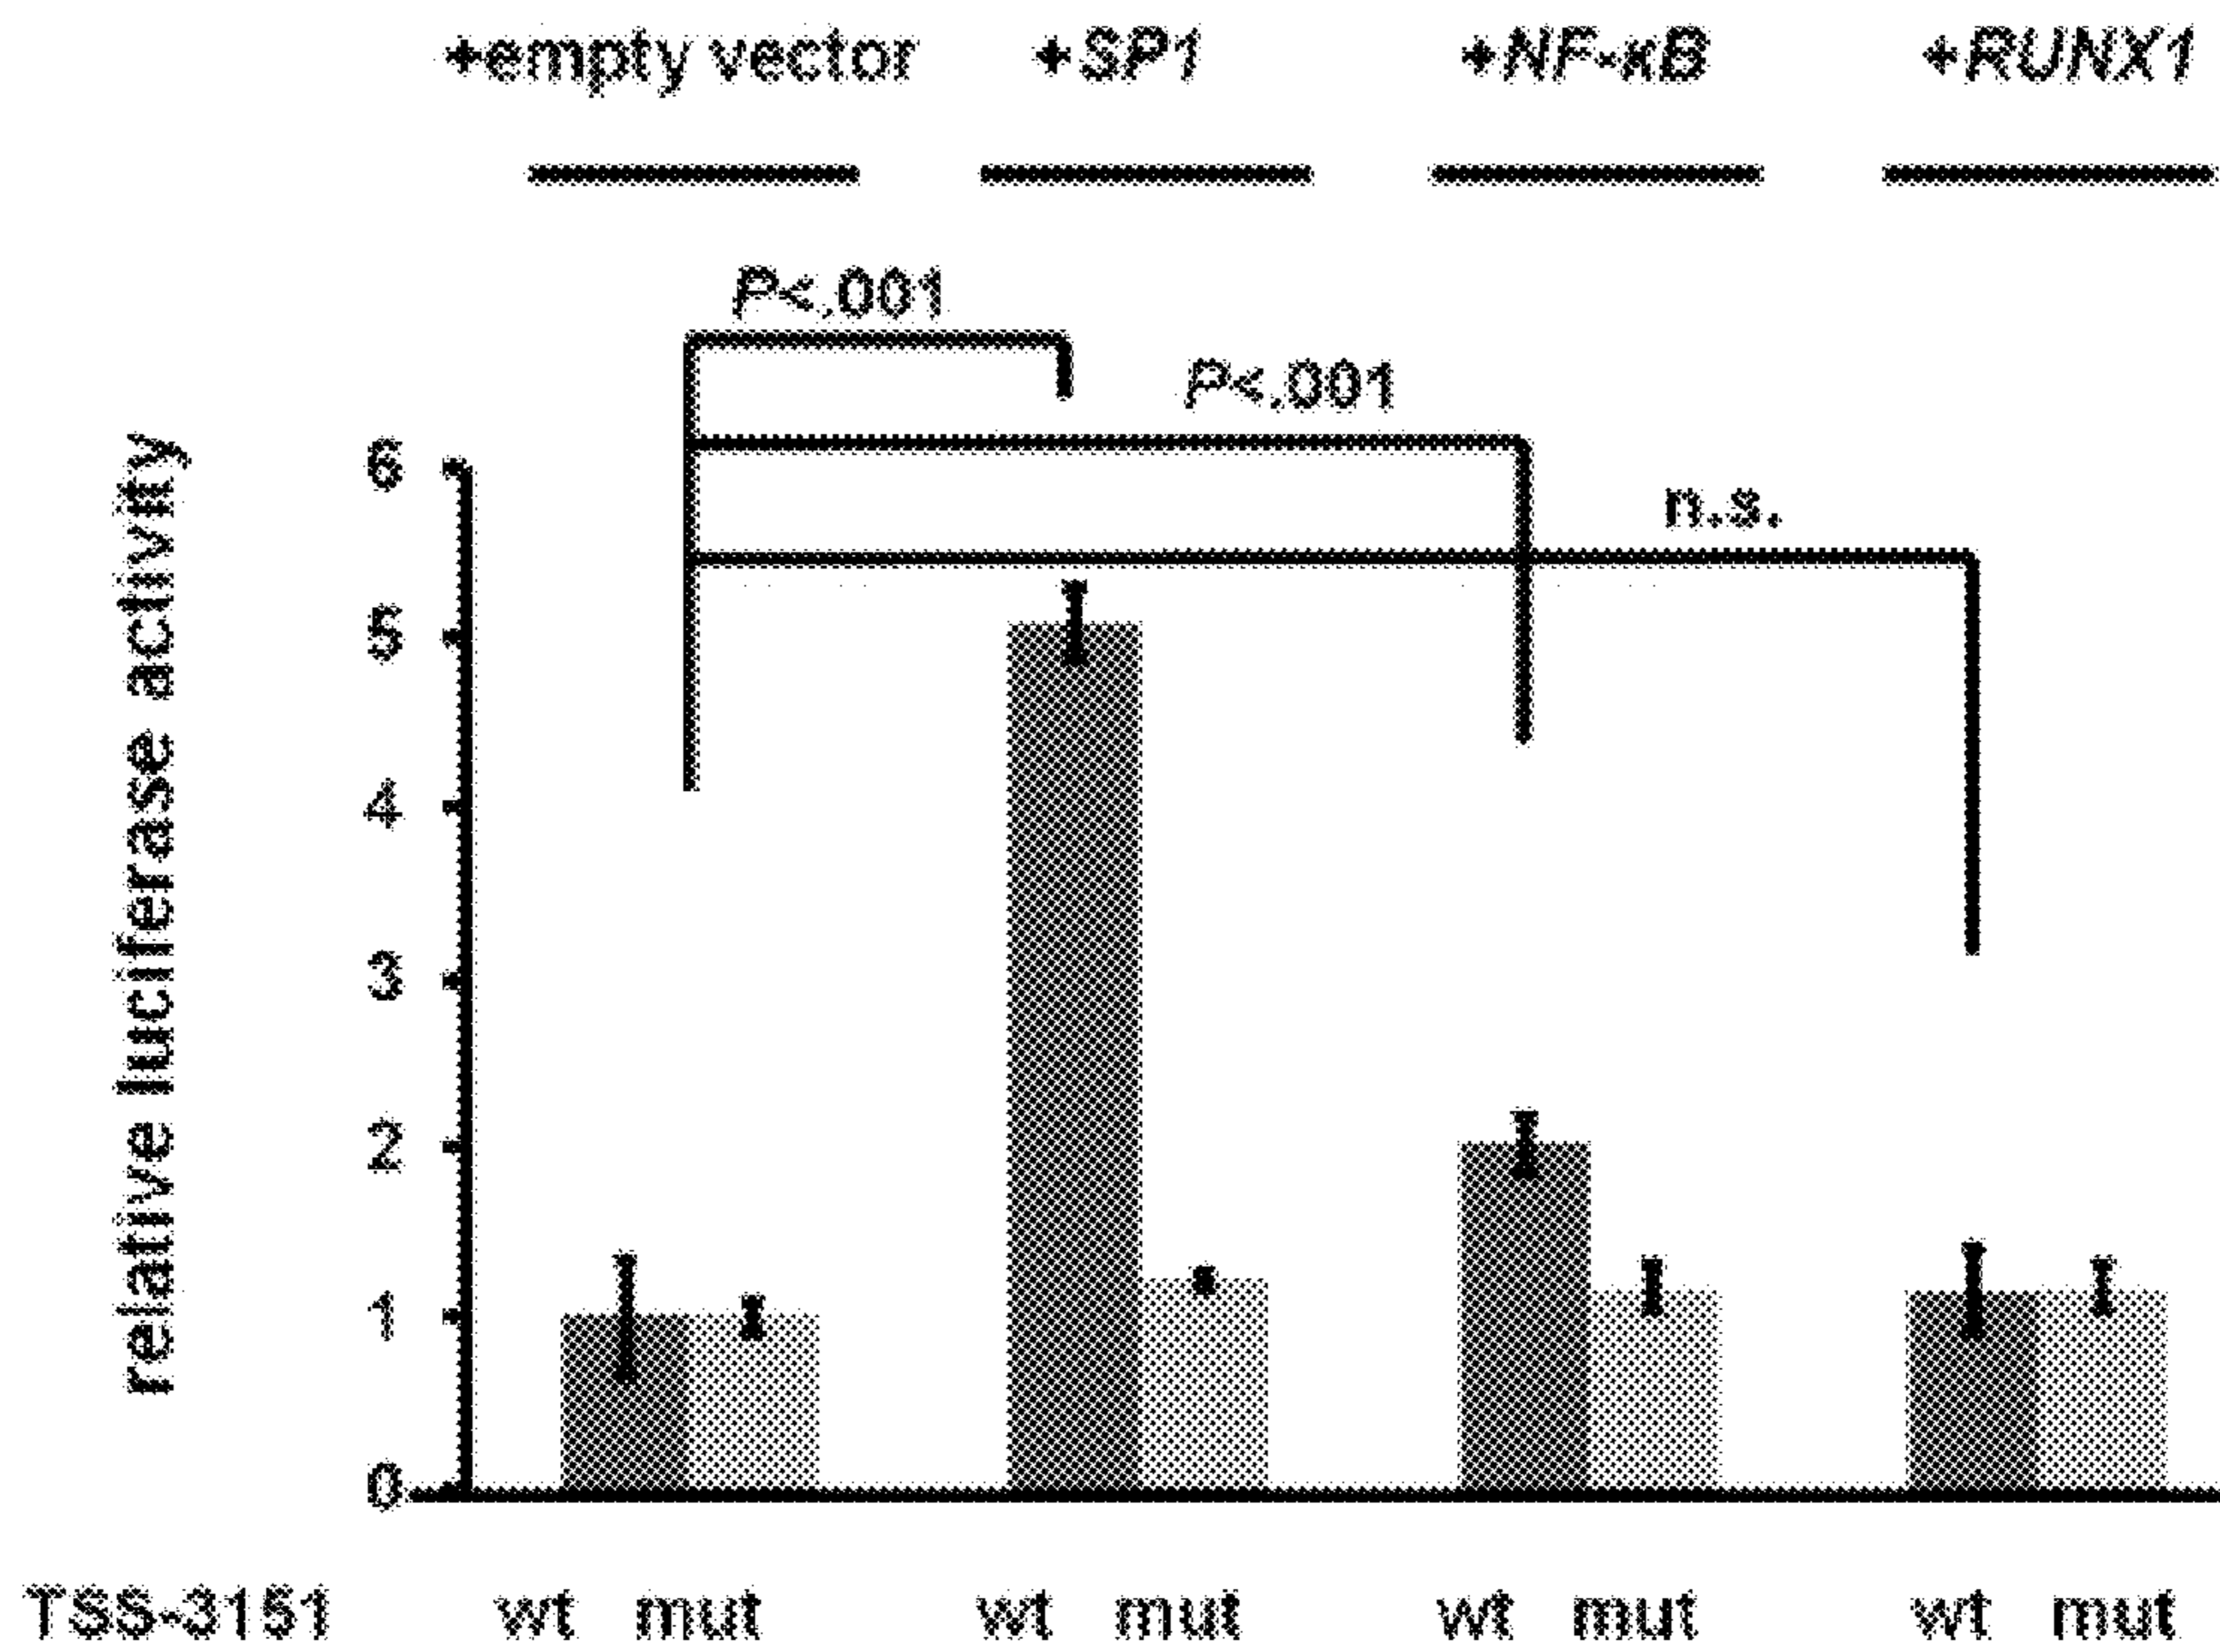 +empty vector +SP1 +NF-κB +RUNX1
P<.001
P<.001
n.s.
relative luciferase activity
6
5
4
3
2
1
0
TSS-3151 wt mut wt mut wt mut wt mut